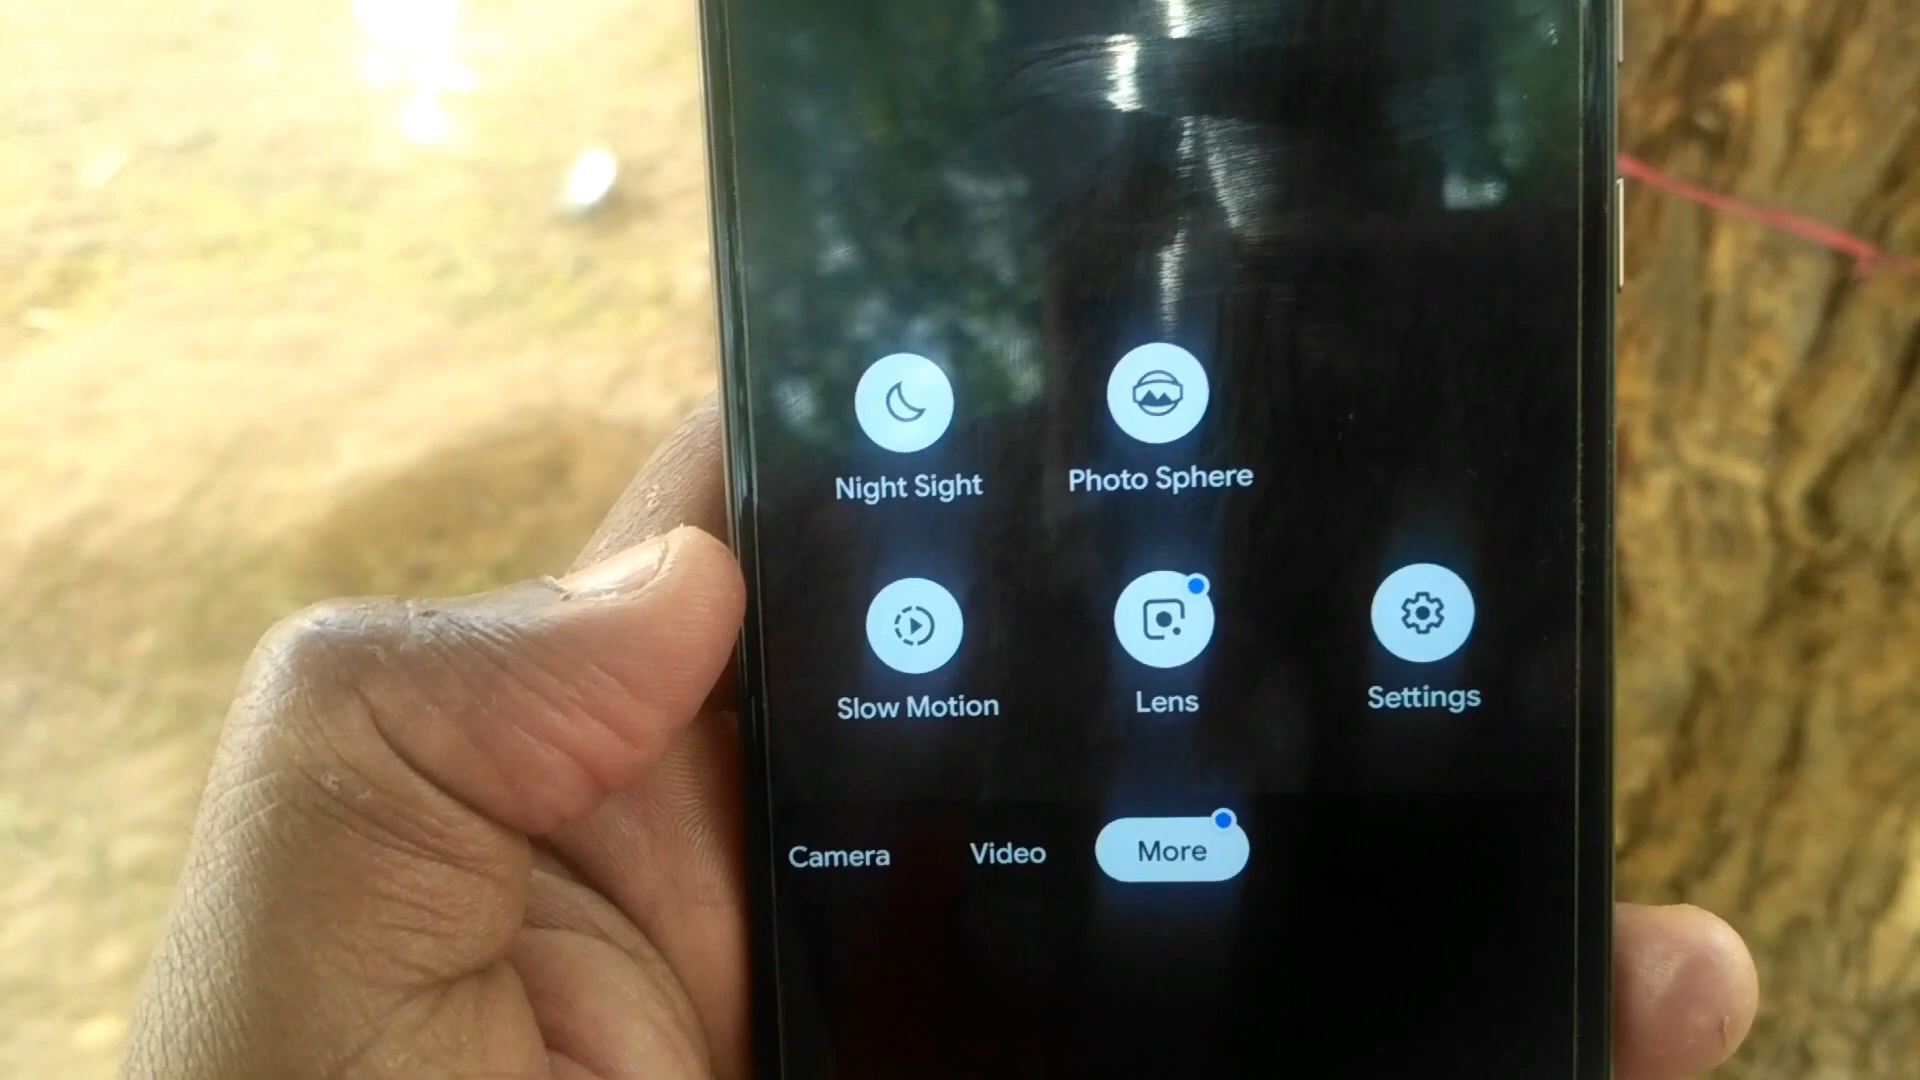 Night Sight
Photo Sphere
Slow Motion
Lens
Settings
Camera
Video
More